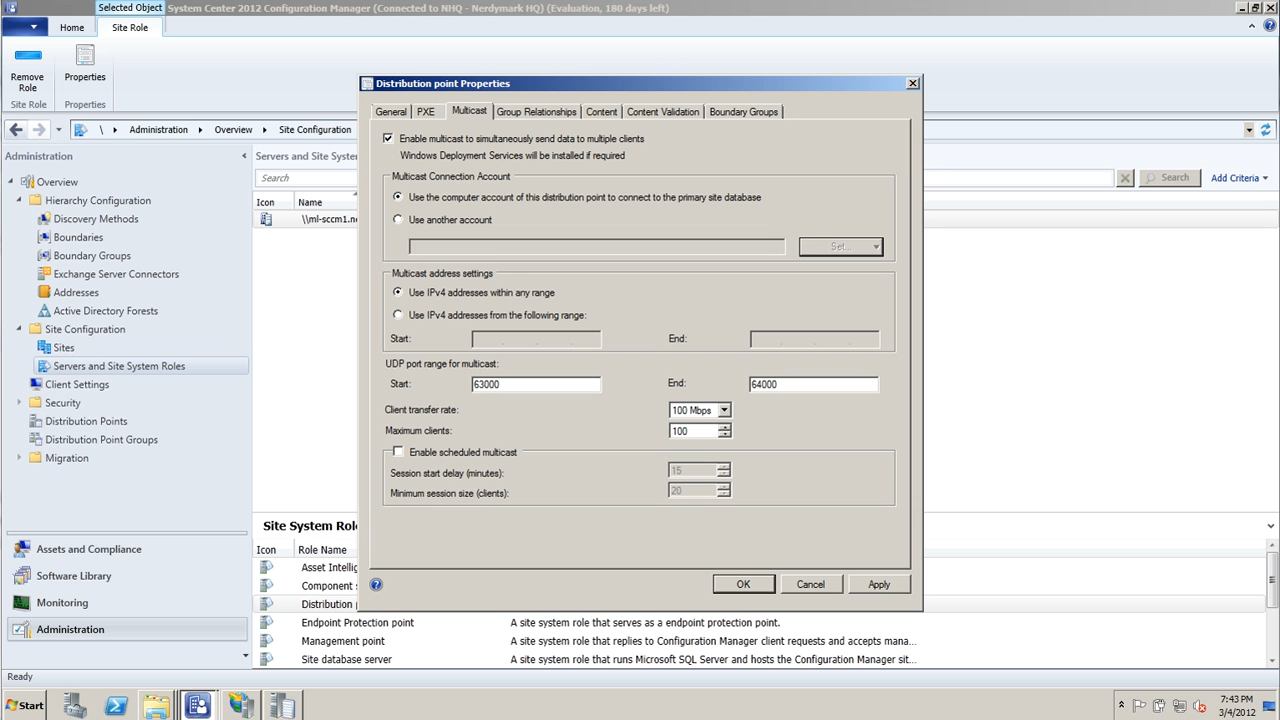 Selected Object
System Center 2012 Configuration Manager (Connected to NHQ - Nerdymark HQ) (Evaluation, 180 days left)
Home
Site Role
Remove Role
Properties
Site Role
Properties
\ Administration Overview Site Configuration
Administration
Overview
Hierarchy Configuration
Discovery Methods
Boundaries
Boundary Groups
Exchange Server Connectors
Addresses
Active Directory Forests
Site Configuration
Sites
Servers and Site System Roles
Client Settings
Security
Distribution Points
Distribution Point Groups
Migration
Assets and Compliance
Software Library
Monitoring
Administration
Servers and Site System
Search
Search
Add Criteria
Icon Name
\\ml-sccm1.ne
Distribution point Properties
General PXE Multicast Group Relationships Content Content Validation Boundary Groups
Enable multicast to simultaneously send data to multiple clients
Windows Deployment Services will be installed if required
Multicast Connection Account
Use the computer account of this distribution point to connect to the primary site database
Use another account
Set...
Multicast address settings
Use IPv4 addresses within any range
Use IPv4 addresses from the following range:
Start: . . . End: . . .
UDP port range for multicast:
Start: 63000 End: 64000
Client transfer rate: 100 Mbps
Maximum clients: 100
Enable scheduled multicast
Session start delay (minutes): 15
Minimum session size (clients): 20
OK Cancel Apply
Site System Rol
Icon Role Name
Asset Intellig
Component s
Distribution p
Endpoint Protection point A site system role that serves as a endpoint protection point.
Management point A site system role that replies to Configuration Manager client requests and accepts mana...
Site database server A site system role that runs Microsoft SQL Server and hosts the Configuration Manager sit...
Ready
Start
7:43 PM
3/4/2012